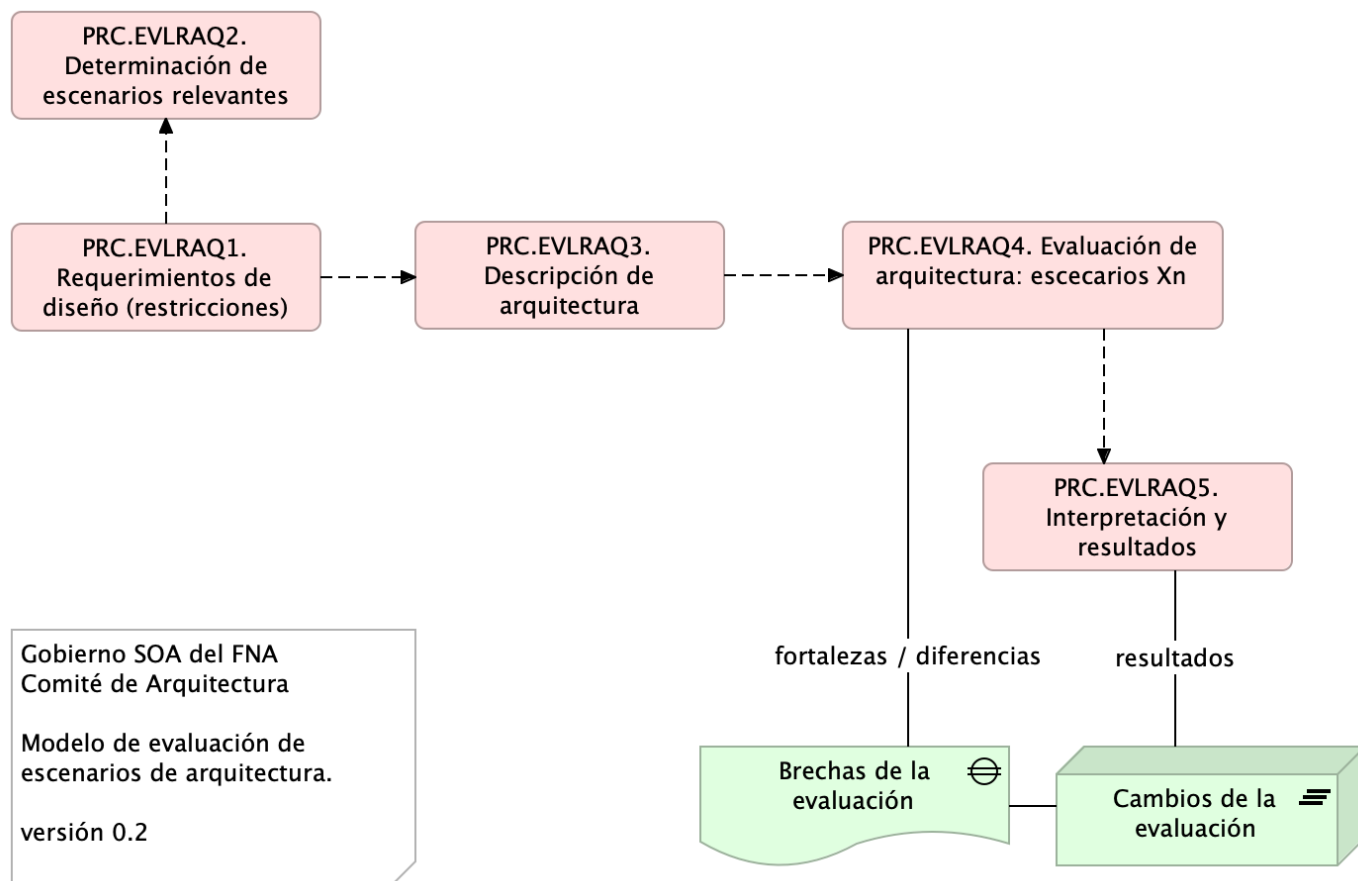 PRC.EVLRAQ2.
Determinación de
escenarios relevantes
PRC.EVLRAQ1.
Requerimientos de
diseño (restricciones)
PRC.EVLRAQ3.
Descripción de
arquitectura
PRC.EVLRAQ4. Evaluación de
arquitectura: escecarios Xn
PRC.EVLRAQ5.
Interpretación y
resultados
fortalezas / diferencias
resultados
Gobierno SOA del FNA
Comité de Arquitectura
Modelo de evaluación de
escenarios de arquitectura.
versión 0.2
Brechas de la
evaluación
Cambios de la
evaluación